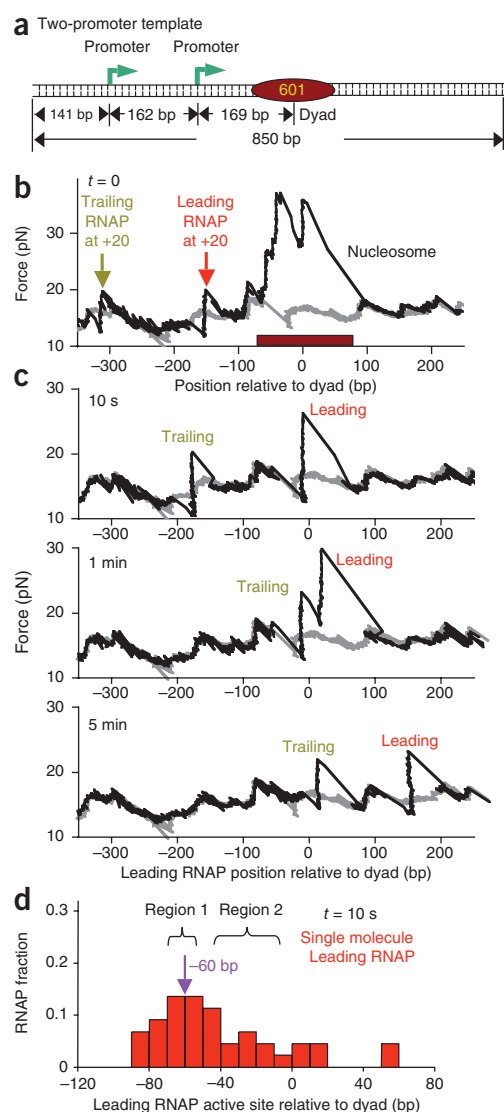 a Two-promoter template
Promoter Promoter
601
141 bp 162 bp 169 bp Dyad
850 bp
b t = 0
Trailing RNAP at +20
Leading RNAP at +20
Nucleosome
Force (pN)
30
20
10
−300 −200 −100 0 100 200
Position relative to dyad (bp)
c
30
10 s
Trailing
Leading
20
10
−300 −200 −100 0 100 200
Force (pN)
30
1 min
Trailing
Leading
20
10
−300 −200 −100 0 100 200
30
5 min
Trailing
Leading
20
10
−300 −200 −100 0 100 200
Leading RNAP position relative to dyad (bp)
d
0.3
Region 1 Region 2 t = 10 s
Single molecule
Leading RNAP
−60 bp
RNAP fraction
0.2
0.1
0
−120 −80 −40 0 40 80
Leading RNAP active site relative to dyad (bp)